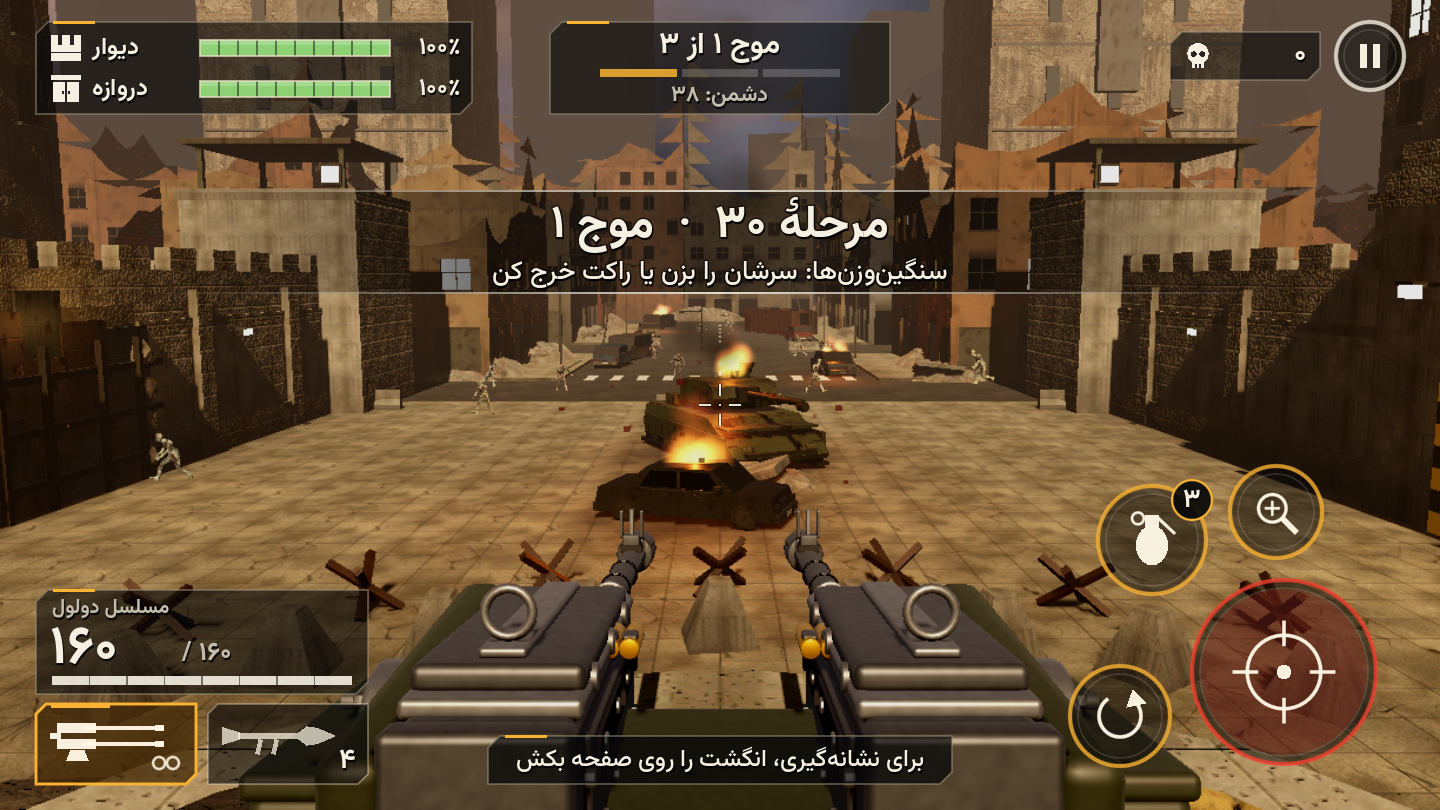 دیوار ۱۰۰٪
دروازه ۱۰۰٪
موج ۱ از ۳
دشمن: ۳۸
۰
مرحلهٔ ۳۰ · موج ۱
سنگین‌وزن‌ها: سرشان را بزن یا راکت خرج کن
۳
مسلسل دولول
۱۶۰ / ۱۶۰
∞
۴
برای نشانه‌گیری، انگشت را روی صفحه بکش